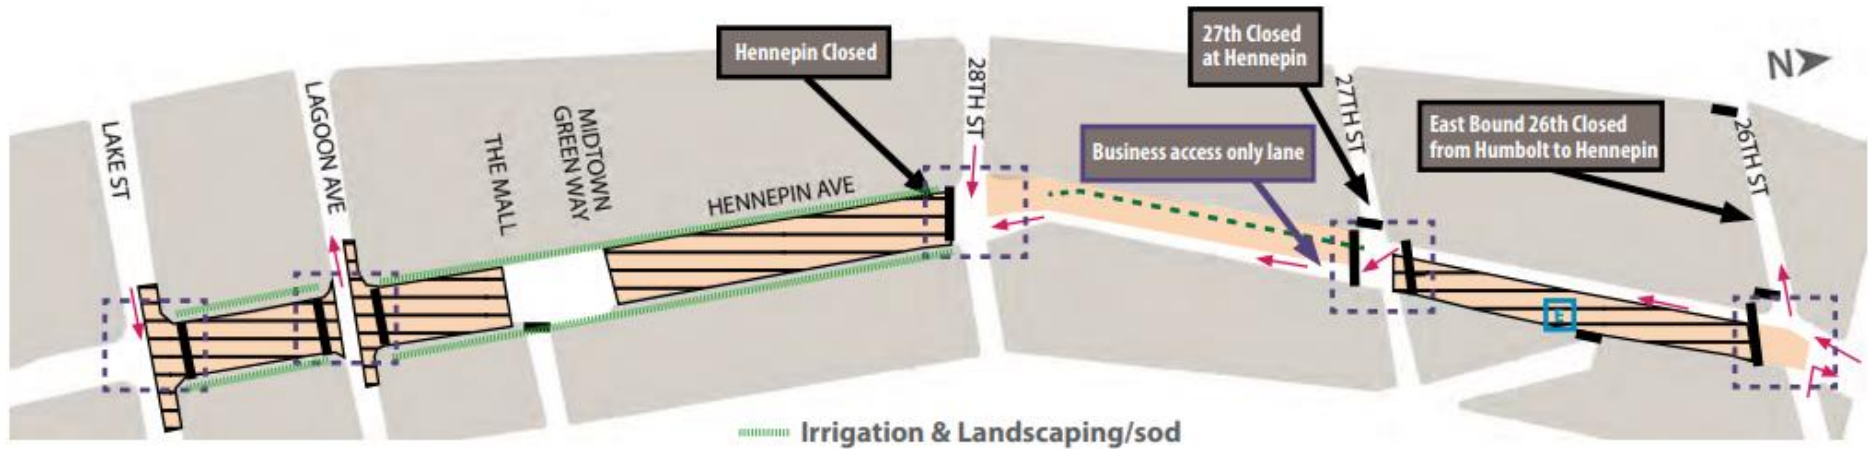 Hennepin Closed
27th Closed
at Hennepin
N
East Bound 26th Closed
from Humbolt to Hennepin
Business access only lane
LAKE ST
LAGOON AVE
THE MALL
MIDTOWN
GREEN WAY
HENNEPIN AVE
28TH ST
27TH ST
26TH ST
E
Irrigation & Landscaping/sod